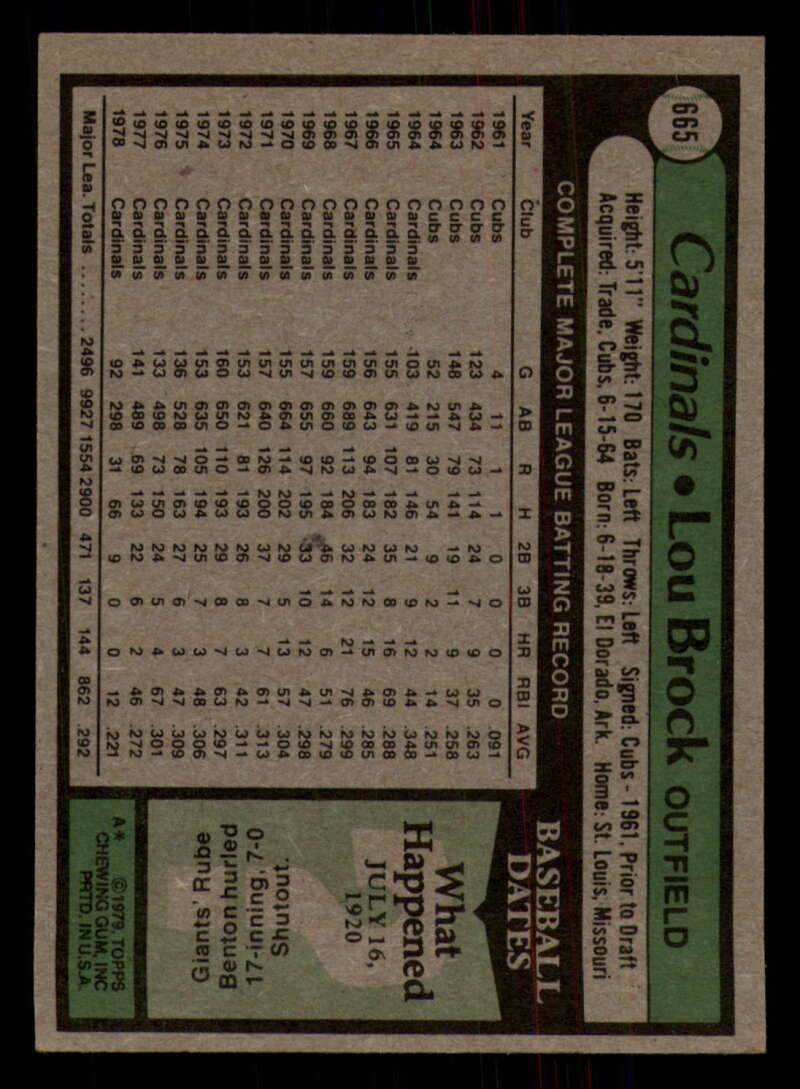 665
Cardinals • Lou Brock OUTFIELD
Height: 5'11" Weight: 170 Bats: Left Throws: Left Signed: Cubs - 1961, Prior to Draft
Acquired: Trade, Cubs, 6-15-64 Born: 6-18-39, El Dorado, Ark. Home: St. Louis, Missouri
COMPLETE MAJOR LEAGUE BATTING RECORD
Year Club G AB R H 2B 3B HR RBI AVG
1961 Cubs 4 11 1 1 0 0 0 0 .091
1962 Cubs 123 434 73 114 24 7 9 35 .263
1963 Cubs 148 547 79 141 19 11 9 37 .258
1964 Cubs 52 215 30 54 9 2 2 14 .251
1964 Cardinals 103 419 81 146 21 9 12 44 .348
1965 Cardinals 155 631 107 182 35 8 16 69 .288
1966 Cardinals 156 643 94 183 24 12 15 46 .285
1967 Cardinals 159 689 113 206 32 12 21 76 .299
1968 Cardinals 159 660 92 184 46 14 6 51 .279
1969 Cardinals 157 655 97 195 33 10 12 47 .298
1970 Cardinals 155 664 114 202 29 5 13 57 .304
1971 Cardinals 157 640 126 200 37 7 7 61 .313
1972 Cardinals 153 621 81 193 26 8 3 42 .311
1973 Cardinals 160 650 110 193 29 8 7 63 .297
1974 Cardinals 153 635 105 194 25 7 3 48 .306
1975 Cardinals 136 528 78 163 27 6 3 47 .309
1976 Cardinals 133 498 73 150 24 5 4 67 .301
1977 Cardinals 141 489 69 133 22 6 2 46 .272
1978 Cardinals 92 298 31 66 9 0 0 12 .221
Major Lea. Totals ........ 2496 9927 1554 2900 471 137 144 862 .292
BASEBALL
DATES
What
Happened
JULY 16,
1920
Giants' Rube
Benton hurled
17-inning, 7-0
Shutout.
A* ©1979, TOPPS
CHEWING GUM, INC
PRTD. IN U.S.A.